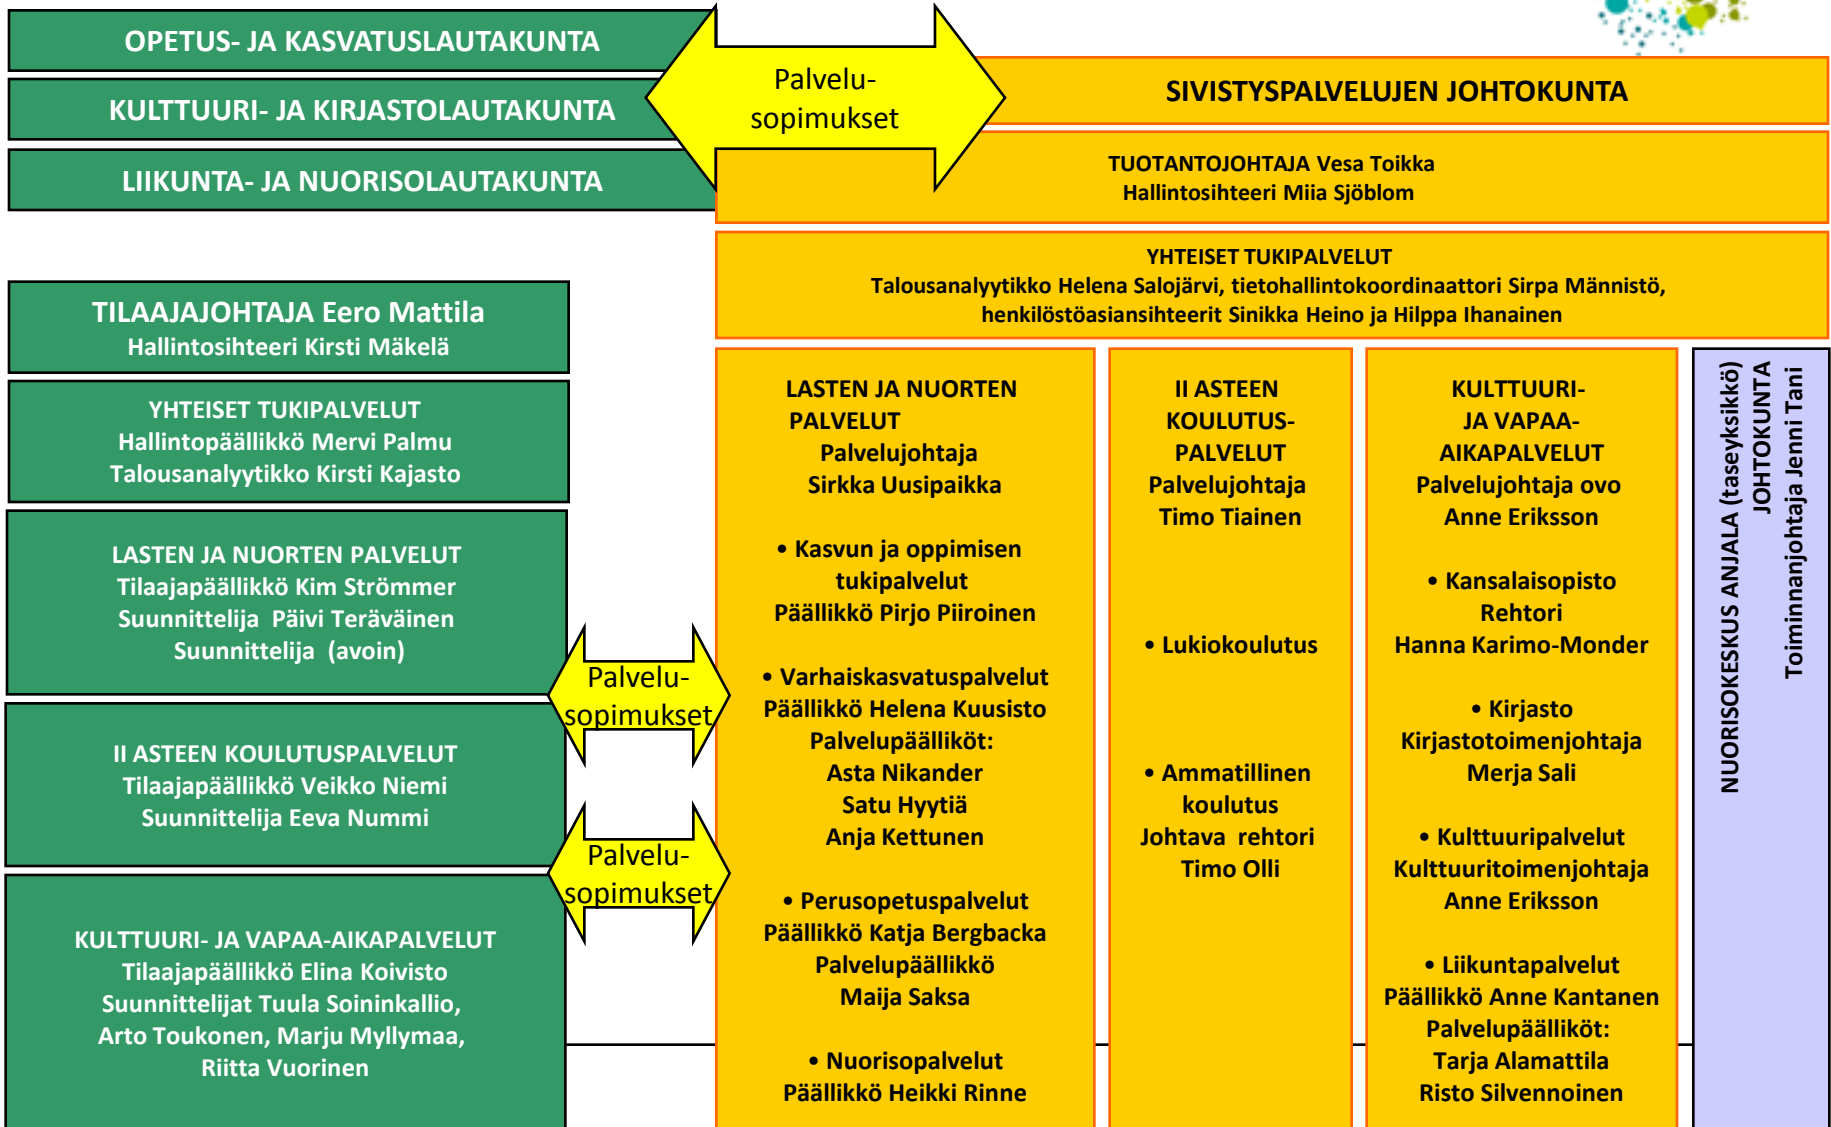 OPETUS- JA KASVATUSLAUTAKUNTA
KULTTUURI- JA KIRJASTOLAUTAKUNTA
LIIKUNTA- JA NUORISOLAUTAKUNTA
Palvelu-
sopimukset
SIVISTYSPALVELUJEN JOHTOKUNTA
TUOTANTOJOHTAJA Vesa Toikka
Hallintosihteeri Miia Sjöblom
YHTEISET TUKIPALVELUT
Talousanalyytikko Helena Salojärvi, tietohallintokoordinaattori Sirpa Männistö,
henkilöstöasiansihteerit Sinikka Heino ja Hilppa Ihanainen
TILAAJAJOHTAJA Eero Mattila
Hallintosihteeri Kirsti Mäkelä
YHTEISET TUKIPALVELUT
Hallintopäällikkö Mervi Palmu
Talousanalyytikko Kirsti Kajasto
LASTEN JA NUORTEN PALVELUT
Tilaajapäällikkö Kim Strömmer
Suunnittelija Päivi Teräväinen
Suunnittelija (avoin)
II ASTEEN KOULUTUSPALVELUT
Tilaajapäällikkö Veikko Niemi
Suunnittelija Eeva Nummi
KULTTUURI- JA VAPAA-AIKAPALVELUT
Tilaajapäällikkö Elina Koivisto
Suunnittelijat Tuula Soininkallio,
Arto Toukonen, Marju Myllymaa,
Riitta Vuorinen
Palvelu-
sopimukset
Palvelu-
sopimukset
LASTEN JA NUORTEN
PALVELUT
Palvelujohtaja
Sirkka Uusipaikka
• Kasvun ja oppimisen
tukipalvelut
Päällikkö Pirjo Piiroinen
• Varhaiskasvatuspalvelut
Päällikkö Helena Kuusisto
Palvelupäälliköt:
Asta Nikander
Satu Hyytiä
Anja Kettunen
• Perusopetuspalvelut
Päällikkö Katja Bergbacka
Palvelupäällikkö
Maija Saksa
• Nuorisopalvelut
Päällikkö Heikki Rinne
II ASTEEN
KOULUTUS-
PALVELUT
Palvelujohtaja
Timo Tiainen
• Lukiokoulutus
• Ammatillinen
koulutus
Johtava rehtori
Timo Olli
KULTTUURI-
JA VAPAA-
AIKAPALVELUT
Palvelujohtaja ovo
Anne Eriksson
• Kansalaisopisto
Rehtori
Hanna Karimo-Monder
• Kirjasto
Kirjastotoimenjohtaja
Merja Sali
• Kulttuuripalvelut
Kulttuuritoimenjohtaja
Anne Eriksson
• Liikuntapalvelut
Päällikkö Anne Kantanen
Palvelupäälliköt:
Tarja Alamattila
Risto Silvennoinen
NUORISOKESKUS ANJALA (taseyksikkö)
JOHTOKUNTA
Toiminnanjohtaja Jenni Tani